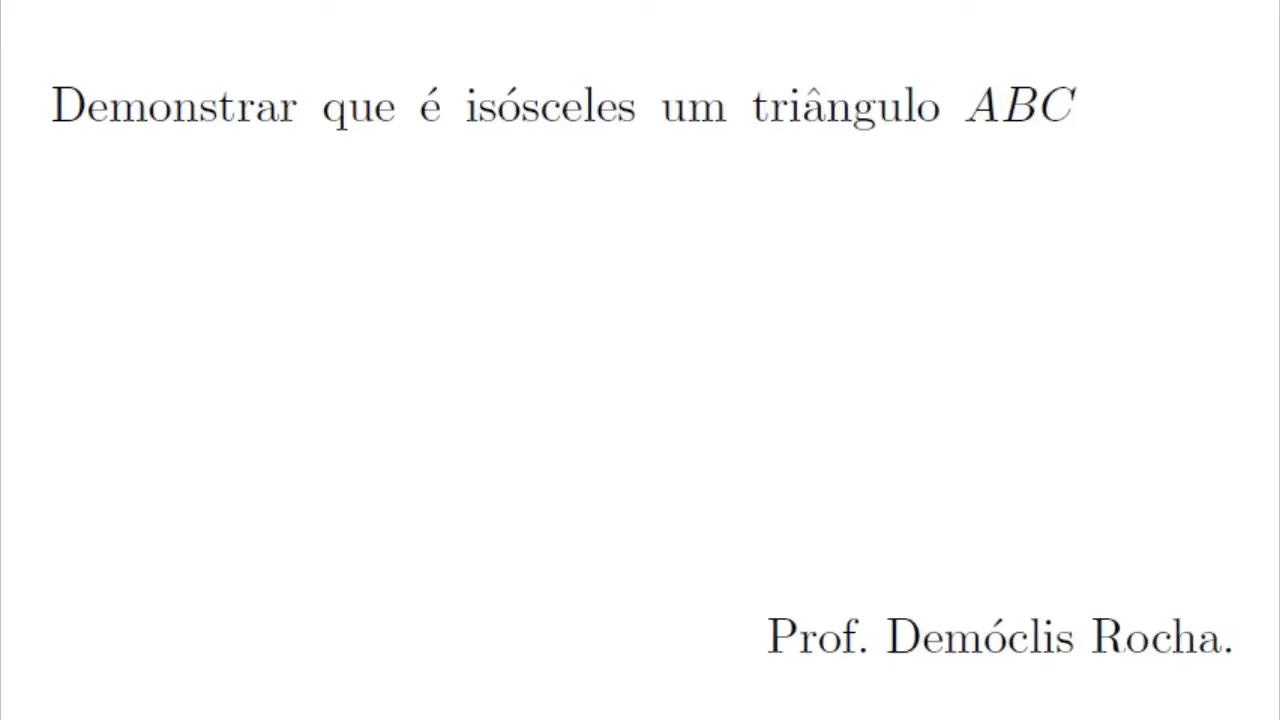 Demonstrar que é isósceles um triângulo ABC
Prof. Demóclis Rocha.